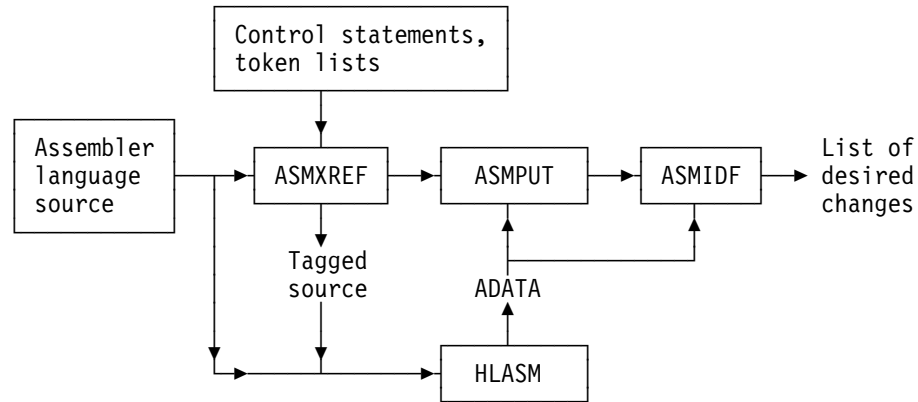 Control statements,
token lists
Assembler
language
source
ASMXREF
ASMPUT
ASMIDF
List of
desired
changes
Tagged
source
ADATA
HLASM